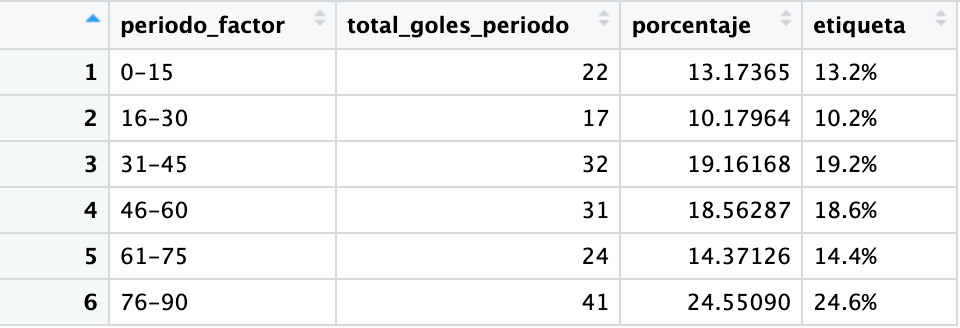 periodo_factor total_goles_periodo porcentaje etiqueta
1 0–15 22 13.17365 13.2%
2 16–30 17 10.17964 10.2%
3 31–45 32 19.16168 19.2%
4 46–60 31 18.56287 18.6%
5 61–75 24 14.37126 14.4%
6 76–90 41 24.55090 24.6%